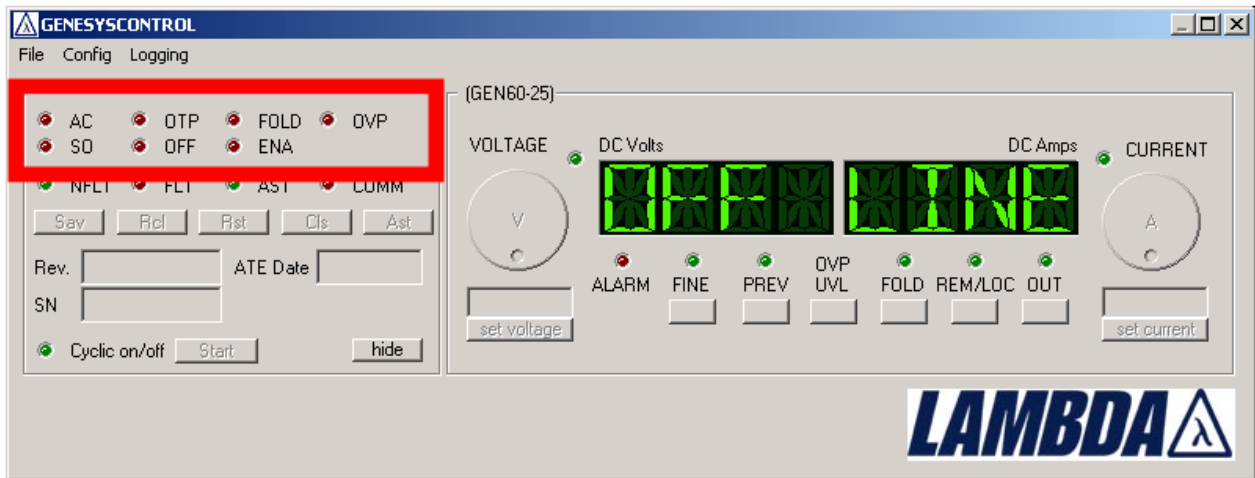 GENESYSCONTROL
File Config Logging
AC OTP FOLD OVP
SO OFF ENA
NFLT FLT AST COMM
Sav Rcl Rst Cls Ast
Rev. ATE Date
SN
Cyclic on/off Start hide
(GEN60-25)
VOLTAGE DC Volts DC Amps CURRENT
OFF LINE
V A
ALARM FINE PREV OVP UVL FOLD REM/LOC OUT
set voltage set current
LAMBDA λ